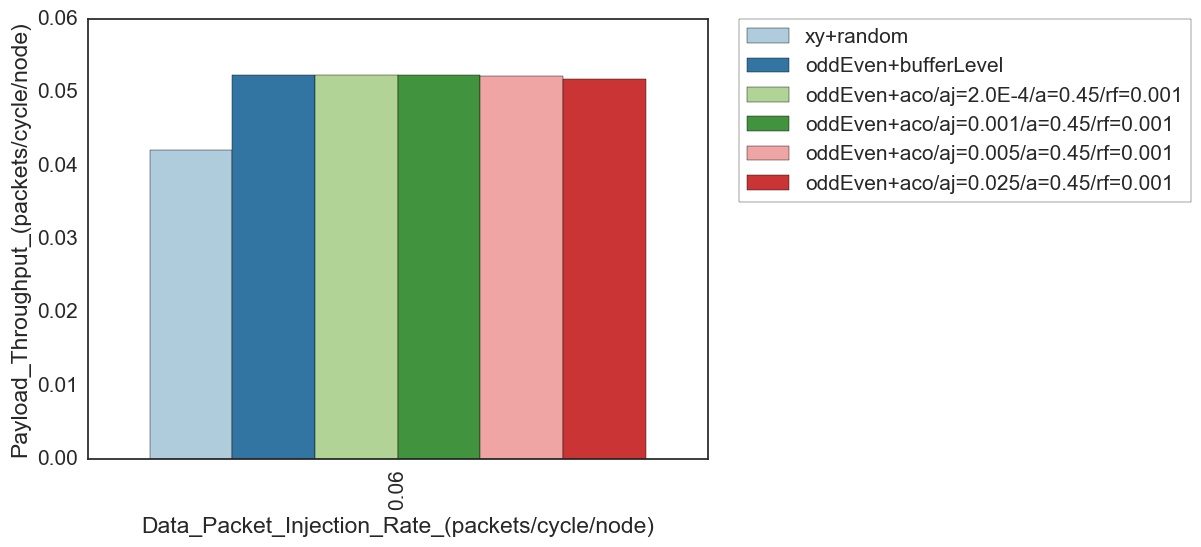 Payload_Throughput_(packets/cycle/node)
0.06
0.05
0.04
0.03
0.02
0.01
0.00
0.06
Data_Packet_Injection_Rate_(packets/cycle/node)
xy+random
oddEven+bufferLevel
oddEven+aco/aj=2.0E-4/a=0.45/rf=0.001
oddEven+aco/aj=0.001/a=0.45/rf=0.001
oddEven+aco/aj=0.005/a=0.45/rf=0.001
oddEven+aco/aj=0.025/a=0.45/rf=0.001